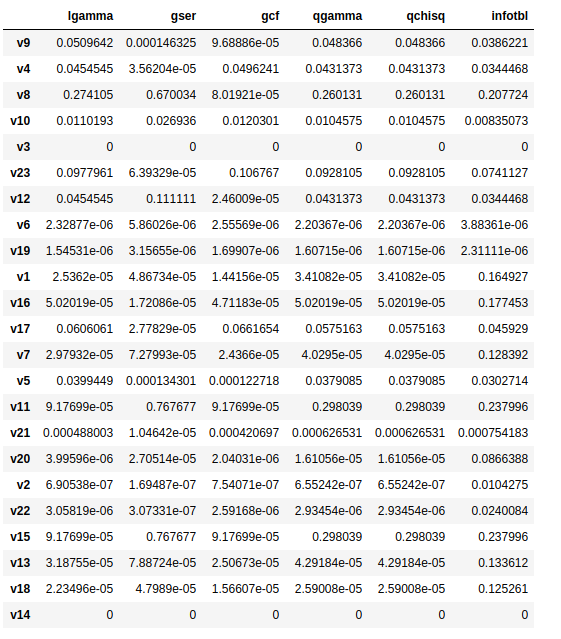 lgamma gser gcf qgamma qchisq infotbl
v9 0.0509642 0.000146325 9.68886e-05 0.048366 0.048366 0.0386221
v4 0.0454545 3.56204e-05 0.0496241 0.0431373 0.0431373 0.0344468
v8 0.274105 0.670034 8.01921e-05 0.260131 0.260131 0.207724
v10 0.0110193 0.026936 0.0120301 0.0104575 0.0104575 0.00835073
v3 0 0 0 0 0 0
v23 0.0977961 6.39329e-05 0.106767 0.0928105 0.0928105 0.0741127
v12 0.0454545 0.111111 2.46009e-05 0.0431373 0.0431373 0.0344468
v6 2.32877e-06 5.86026e-06 2.55569e-06 2.20367e-06 2.20367e-06 3.88361e-06
v19 1.54531e-06 3.15655e-06 1.69907e-06 1.60715e-06 1.60715e-06 2.31111e-06
v1 2.5362e-05 4.86734e-05 1.44156e-05 3.41082e-05 3.41082e-05 0.164927
v16 5.02019e-05 1.72086e-05 4.71183e-05 5.02019e-05 5.02019e-05 0.177453
v17 0.0606061 2.77829e-05 0.0661654 0.0575163 0.0575163 0.045929
v7 2.97932e-05 7.27993e-05 2.4366e-05 4.0295e-05 4.0295e-05 0.128392
v5 0.0399449 0.000134301 0.000122718 0.0379085 0.0379085 0.0302714
v11 9.17699e-05 0.767677 9.17699e-05 0.298039 0.298039 0.237996
v21 0.000488003 1.04642e-05 0.000420697 0.000626531 0.000626531 0.000754183
v20 3.99596e-06 2.70514e-05 2.04031e-06 1.61056e-05 1.61056e-05 0.0866388
v2 6.90538e-07 1.69487e-07 7.54071e-07 6.55242e-07 6.55242e-07 0.0104275
v22 3.05819e-06 3.07331e-07 2.59168e-06 2.93454e-06 2.93454e-06 0.0240084
v15 9.17699e-05 0.767677 9.17699e-05 0.298039 0.298039 0.237996
v13 3.18755e-05 7.88724e-05 2.50673e-05 4.29184e-05 4.29184e-05 0.133612
v18 2.23496e-05 4.7989e-05 1.56607e-05 2.59008e-05 2.59008e-05 0.125261
v14 0 0 0 0 0 0